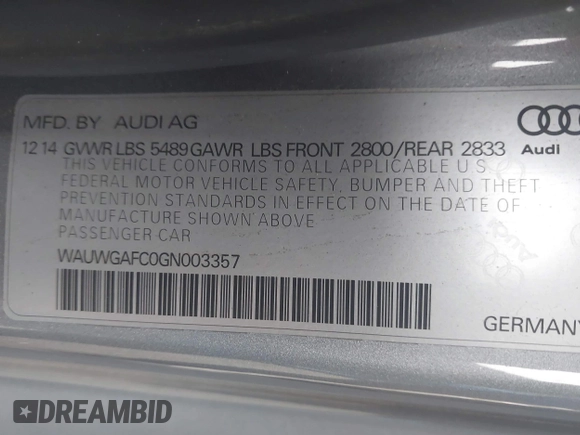 MFD. BY AUDI AG
12 14 GVWR LBS 5489 GAWR LBS FRONT 2800/REAR 2833
Audi
THIS VEHICLE CONFORMS TO ALL APPLICABLE U S
FEDERAL MOTOR VEHICLE SAFETY, BUMPER AND THEFT
PREVENTION STANDARDS IN EFFECT ON THE DATE OF
MANUFACTURE SHOWN ABOVE
PASSENGER CAR
WAUWGAFC0GN003357
GERMANY
DREAMBID